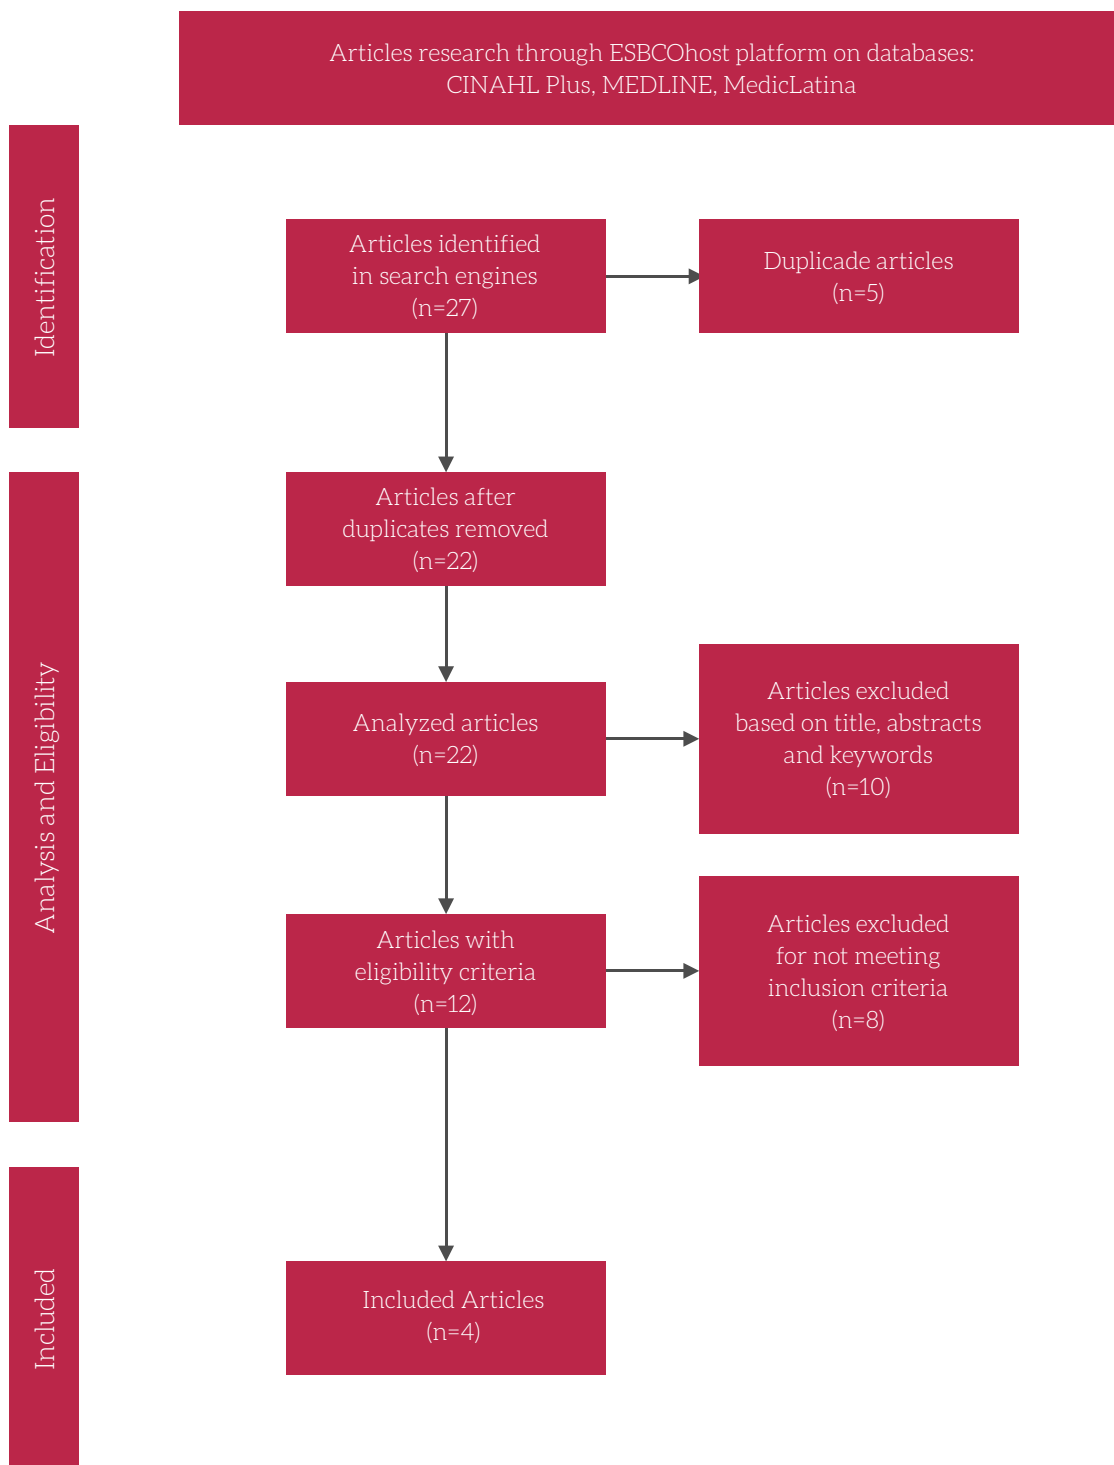 Articles research through ESBCOhost platform on databases:
CINAHL Plus, MEDLINE, MedicLatina
Identification
Articles identified
in search engines
(n=27)
Duplicade articles
(n=5)
Analysis and Eligibility
Articles after
duplicates removed
(n=22)
Analyzed articles
(n=22)
Articles excluded
based on title, abstracts
and keywords
(n=10)
Articles with
eligibility criteria
(n=12)
Articles excluded
for not meeting
inclusion criteria
(n=8)
Included
Included Articles
(n=4)